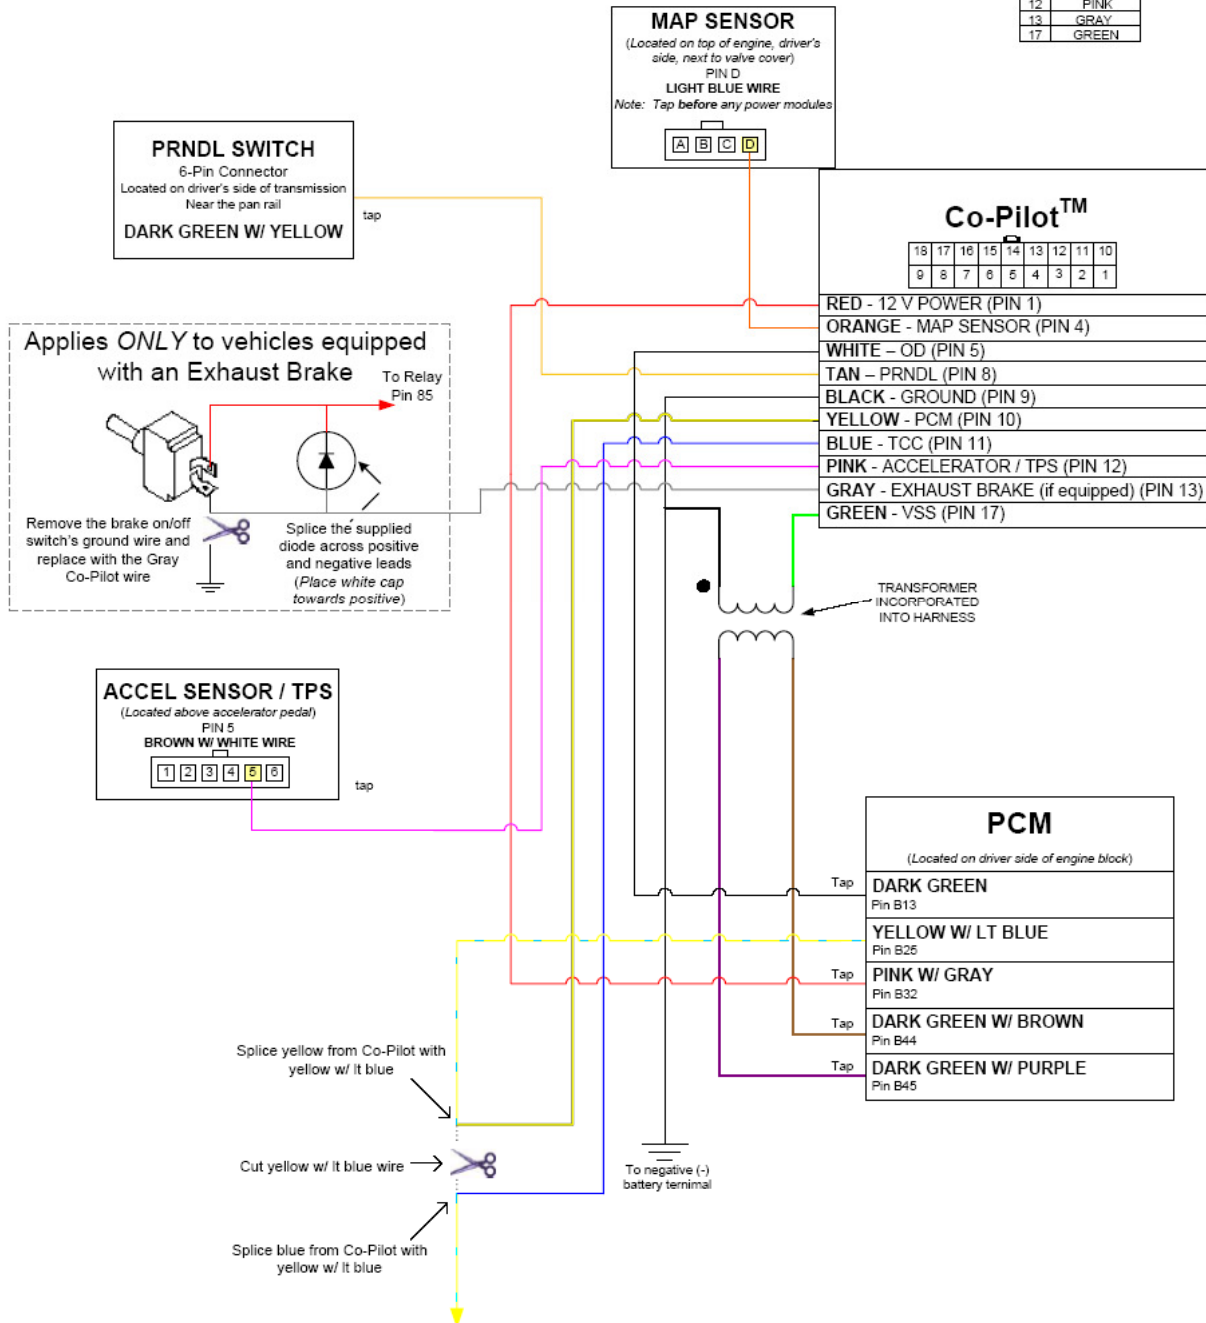 12 PINK
13 GRAY
17 GREEN
MAP SENSOR
(Located on top of engine, driver's
side, next to valve cover)
PIN D
LIGHT BLUE WIRE
Note: Tap before any power modules
A B C D
PRNDL SWITCH
6-Pin Connector
Located on driver's side of transmission
Near the pan rail
DARK GREEN W/ YELLOW
tap
Co-Pilot™
18 17 16 15 14 13 12 11 10
9 8 7 6 5 4 3 2 1
RED - 12 V POWER (PIN 1)
ORANGE - MAP SENSOR (PIN 4)
WHITE – OD (PIN 5)
TAN – PRNDL (PIN 8)
BLACK - GROUND (PIN 9)
YELLOW - PCM (PIN 10)
BLUE - TCC (PIN 11)
PINK - ACCELERATOR / TPS (PIN 12)
GRAY - EXHAUST BRAKE (if equipped) (PIN 13)
GREEN - VSS (PIN 17)
Applies ONLY to vehicles equipped
with an Exhaust Brake
To Relay
Pin 85
Remove the brake on/off
switch's ground wire and
replace with the Gray
Co-Pilot wire
Splice the supplied
diode across positive
and negative leads
(Place white cap
towards positive)
TRANSFORMER
INCORPORATED
INTO HARNESS
ACCEL SENSOR / TPS
(Located above accelerator pedal)
PIN 5
BROWN W/ WHITE WIRE
1 2 3 4 5 6
tap
PCM
(Located on driver side of engine block)
Tap
DARK GREEN
Pin B13
YELLOW W/ LT BLUE
Pin B25
Tap
PINK W/ GRAY
Pin B32
Tap
DARK GREEN W/ BROWN
Pin B44
Tap
DARK GREEN W/ PURPLE
Pin B45
Splice yellow from Co-Pilot with
yellow w/ lt blue
Cut yellow w/ lt blue wire
Splice blue from Co-Pilot with
yellow w/ lt blue
To negative (-)
battery terninal